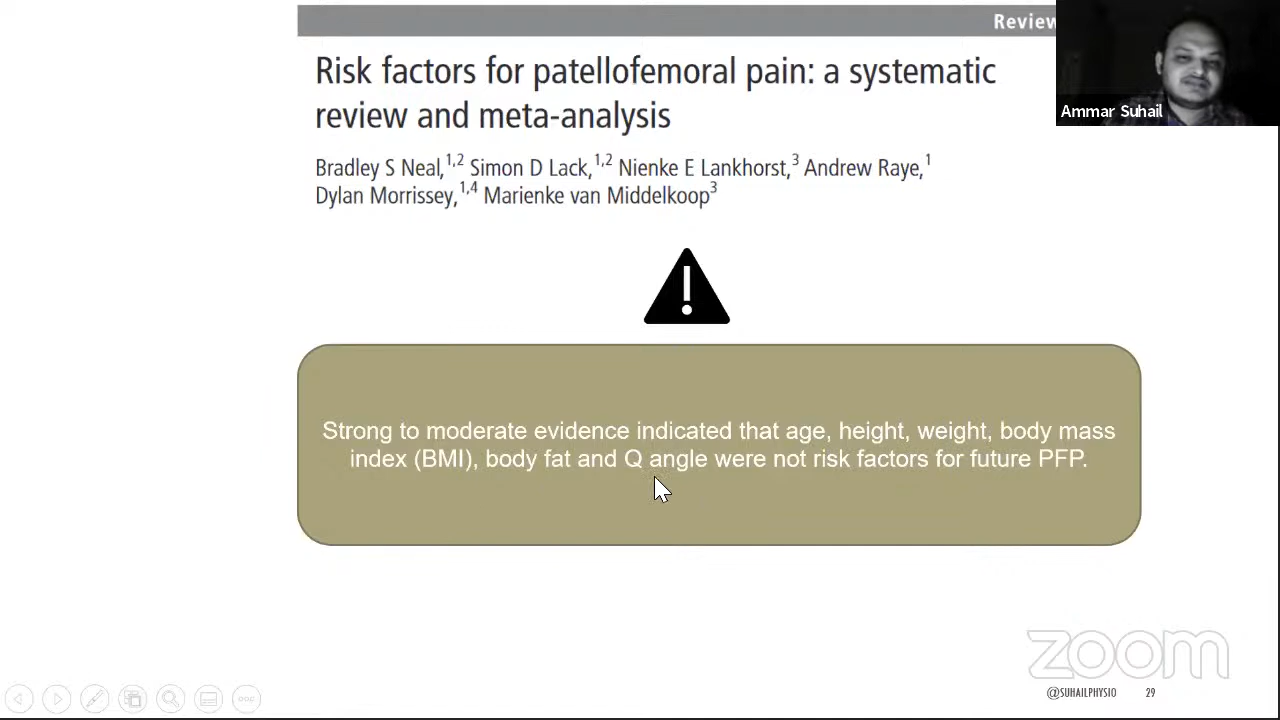 Review
Ammar Suhail
Risk factors for patellofemoral pain: a systematic
review and meta-analysis
Bradley S Neal,1,2 Simon D Lack,1,2 Nienke E Lankhorst,3 Andrew Raye,1
Dylan Morrissey,1,4 Marienke van Middelkoop3
Strong to moderate evidence indicated that age, height, weight, body mass
index (BMI), body fat and Q angle were not risk factors for future PFP.
zoom
@SUHAILPHYSIO 29